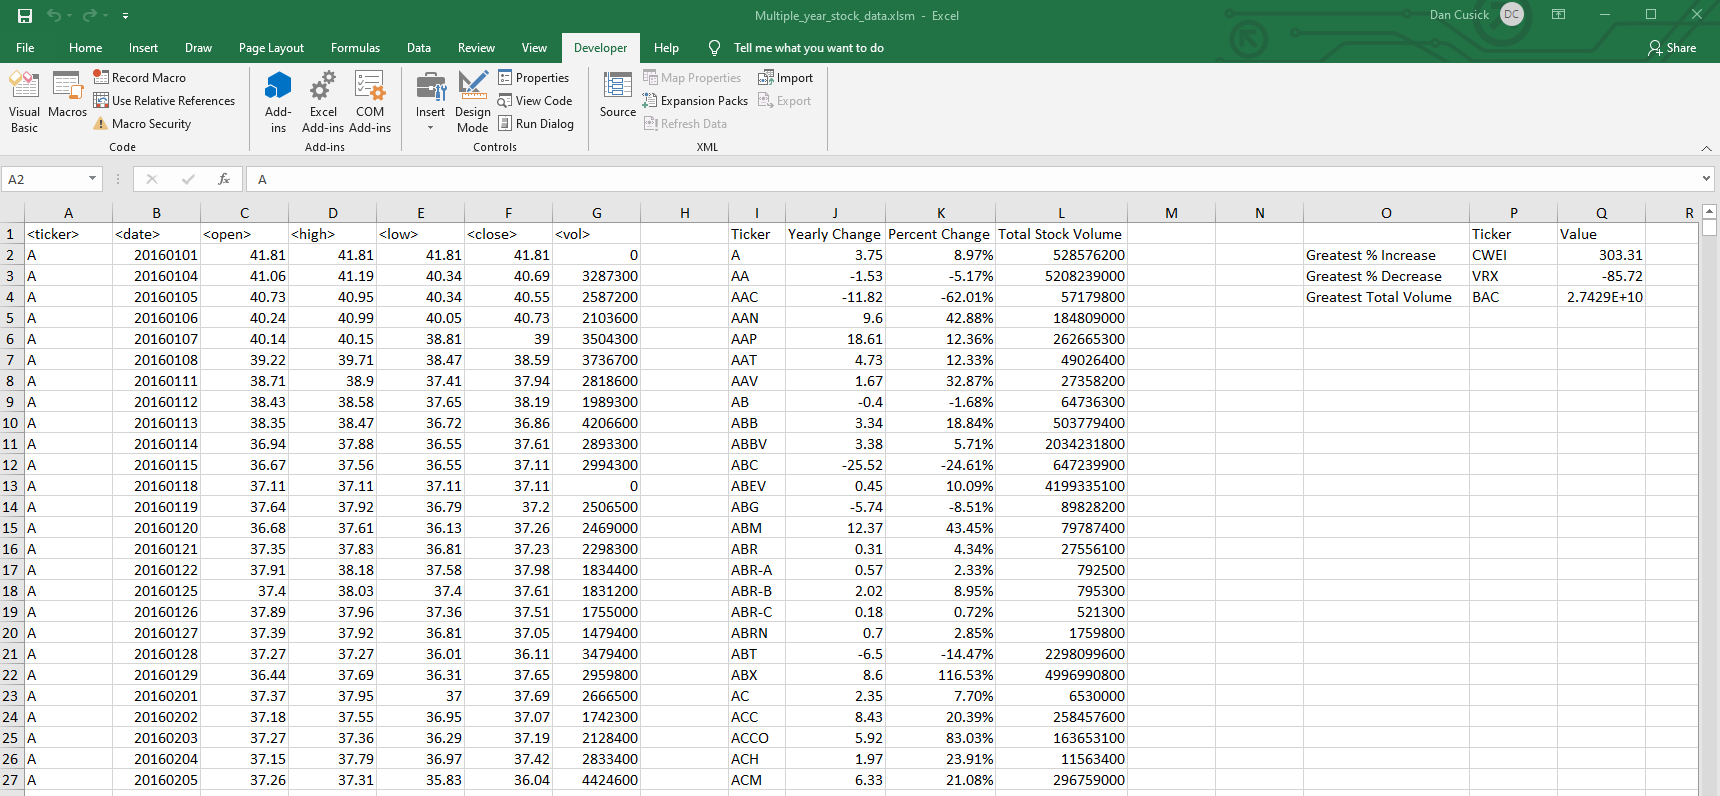 Multiple_year_stock_data.xlsm - Excel
Dan Cusick DC
File Home Insert Draw Page Layout Formulas Data Review View Developer Help Tell me what you want to do Share
Visual Basic
Macros
Record Macro
Use Relative References
Macro Security
Code
Add-ins
Excel Add-ins
COM Add-ins
Add-ins
Insert
Design Mode
Properties
View Code
Run Dialog
Controls
Source
Map Properties
Expansion Packs
Refresh Data
Import
Export
XML
A2 fx A
A B C D E F G H I J K L M N O P Q R
1 <ticker> <date> <open> <high> <low> <close> <vol> Ticker Yearly Change Percent Change Total Stock Volume Ticker Value
2 A 20160101 41.81 41.81 41.81 41.81 0 A 3.75 8.97% 528576200 Greatest % Increase CWEI 303.31
3 A 20160104 41.06 41.19 40.34 40.69 3287300 AA -1.53 -5.17% 5208239000 Greatest % Decrease VRX -85.72
4 A 20160105 40.73 40.95 40.34 40.55 2587200 AAC -11.82 -62.01% 57179800 Greatest Total Volume BAC 2.7429E+10
5 A 20160106 40.24 40.99 40.05 40.73 2103600 AAN 9.6 42.88% 184809000
6 A 20160107 40.14 40.15 38.81 39 3504300 AAP 18.61 12.36% 262665300
7 A 20160108 39.22 39.71 38.47 38.59 3736700 AAT 4.73 12.33% 49026400
8 A 20160111 38.71 38.9 37.41 37.94 2818600 AAV 1.67 32.87% 27358200
9 A 20160112 38.43 38.58 37.65 38.19 1989300 AB -0.4 -1.68% 64736300
10 A 20160113 38.35 38.47 36.72 36.86 4206600 ABB 3.34 18.84% 503779400
11 A 20160114 36.94 37.88 36.55 37.61 2893300 ABBV 3.38 5.71% 2034231800
12 A 20160115 36.67 37.56 36.55 37.11 2994300 ABC -25.52 -24.61% 647239900
13 A 20160118 37.11 37.11 37.11 37.11 0 ABEV 0.45 10.09% 4199335100
14 A 20160119 37.64 37.92 36.79 37.2 2506500 ABG -5.74 -8.51% 89828200
15 A 20160120 36.68 37.61 36.13 37.26 2469000 ABM 12.37 43.45% 79787400
16 A 20160121 37.35 37.83 36.81 37.23 2298300 ABR 0.31 4.34% 27556100
17 A 20160122 37.91 38.18 37.58 37.98 1834400 ABR-A 0.57 2.33% 792500
18 A 20160125 37.4 38.03 37.4 37.61 1831200 ABR-B 2.02 8.95% 795300
19 A 20160126 37.89 37.96 37.36 37.51 1755000 ABR-C 0.18 0.72% 521300
20 A 20160127 37.39 37.92 36.81 37.05 1479400 ABRN 0.7 2.85% 1759800
21 A 20160128 37.27 37.27 36.01 36.11 3479400 ABT -6.5 -14.47% 2298099600
22 A 20160129 36.44 37.69 36.31 37.65 2959800 ABX 8.6 116.53% 4996990800
23 A 20160201 37.37 37.95 37 37.69 2666500 AC 2.35 7.70% 6530000
24 A 20160202 37.18 37.55 36.95 37.07 1742300 ACC 8.43 20.39% 258457600
25 A 20160203 37.27 37.36 36.29 37.19 2128400 ACCO 5.92 83.03% 163653100
26 A 20160204 37.15 37.79 36.97 37.42 2833400 ACH 1.97 23.91% 11563400
27 A 20160205 37.26 37.31 35.83 36.04 4424600 ACM 6.33 21.08% 296759000